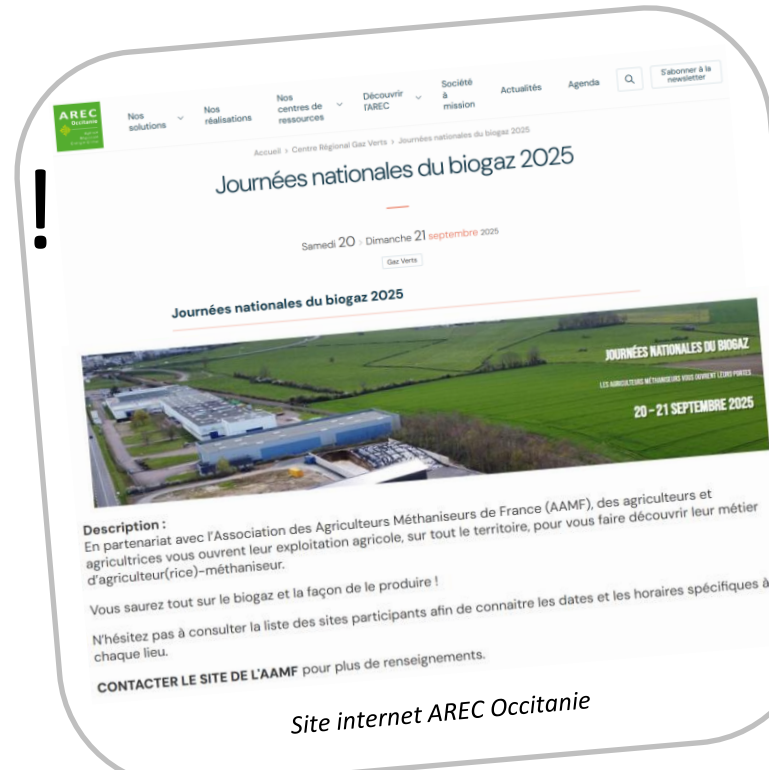 !
AREC
Occitanie
Nos
solutions
Nos
réalisations
Nos
centres de
ressources
Découvrir
l'AREC
Société
à
mission
Actualités
Agenda
S'abonner à la
newsletter
Accueil > Centre Régional Gaz Verts > Journées nationales du biogaz 2025
Journées nationales du biogaz 2025
Samedi 20 > Dimanche 21 septembre 2025
Gaz Verts
Journées nationales du biogaz 2025
JOURNÉES NATIONALES DU BIOGAZ
LES AGRICULTEURS MÉTHANISEURS VOUS OUVRENT LEURS PORTES
20 – 21 SEPTEMBRE 2025
Description :
En partenariat avec l'Association des Agriculteurs Méthaniseurs de France (AAMF), des agriculteurs et
agricultrices vous ouvrent leur exploitation agricole, sur tout le territoire, pour vous faire découvrir leur métier
d'agriculteur(rice)-méthaniseur.
Vous saurez tout sur le biogaz et la façon de le produire !
N'hésitez pas à consulter la liste des sites participants afin de connaitre les dates et les horaires spécifiques à
chaque lieu.
CONTACTER LE SITE DE L'AAMF pour plus de renseignements.
Site internet AREC Occitanie